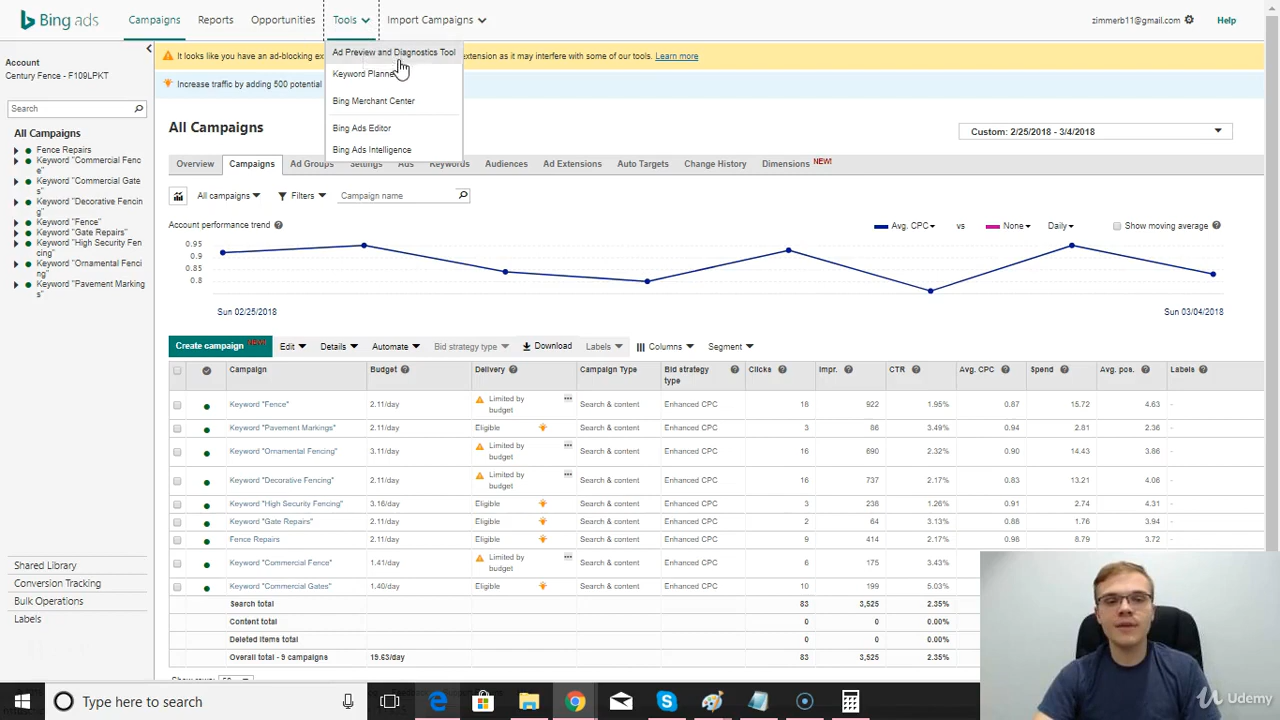 Bing ads
Campaigns
Reports
Opportunities
Tools
Import Campaigns
zimmerb11@gmail.com
Help
Ad Preview and Diagnostics Tool
Keyword Planne
Bing Merchant Center
Bing Ads Editor
Bing Ads Intelligence
It looks like you have an ad-blocking ex
xtension as it may interfere with some of our tools. Learn more
Increase traffic by adding 500 potential
Account
Century Fence - F109LPKT
Search
All Campaigns
Fence Repairs
Keyword "Commercial Fenc
e"
Keyword "Commercial Gate
s"
Keyword "Decorative Fencin
g"
Keyword "Fence"
Keyword "Gate Repairs"
Keyword "High Security Fen
cing"
Keyword "Ornamental Fenci
ng"
Keyword "Pavement Marking
s"
Shared Library
Conversion Tracking
Bulk Operations
Labels
All Campaigns
Custom: 2/25/2018 - 3/4/2018
Overview
Campaigns
Ad Groups
Settings
Ads
Keywords
Audiences
Ad Extensions
Auto Targets
Change History
Dimensions NEW!
All campaigns
Filters
Campaign name
Account performance trend
Avg. CPC
vs
None
Daily
Show moving average
0.95
0.9
0.85
0.8
Sun 02/25/2018
Sun 03/04/2018
Create campaign NEW!
Edit
Details
Automate
Bid strategy type
Download
Labels
Columns
Segment
Campaign Budget Delivery Campaign Type Bid strategy type Clicks Impr. CTR Avg. CPC Spend Avg. pos. Labels
Keyword "Fence" 2.11/day Limited by budget Search & content Enhanced CPC 18 922 1.95% 0.87 15.72 4.63 -
Keyword "Pavement Markings" 2.11/day Eligible Search & content Enhanced CPC 3 86 3.49% 0.94 2.81 2.36 -
Keyword "Ornamental Fencing" 3.11/day Limited by budget Search & content Enhanced CPC 16 690 2.32% 0.90 14.43 3.86 -
Keyword "Decorative Fencing" 2.11/day Limited by budget Search & content Enhanced CPC 16 737 2.17% 0.83 13.21 4.06 -
Keyword "High Security Fencing" 3.16/day Eligible Search & content Enhanced CPC 3 238 1.26% 0.91 2.74 4.31 -
Keyword "Gate Repairs" 2.11/day Eligible Search & content Enhanced CPC 2 64 3.13% 0.88 1.76 3.94 -
Fence Repairs 2.11/day Eligible Search & content Enhanced CPC 9 414 2.17% 0.98 8.79 3.72 -
Keyword "Commercial Fence" 1.41/day Limited by budget Search & content Enhanced CPC 6 175 3.43%
Keyword "Commercial Gates" 1.40/day Eligible Search & content Enhanced CPC 10 199 5.03%
Search total 83 3,525 2.35%
Content total 0 0 0.00%
Deleted items total 0 0 0.00%
Overall total - 9 campaigns 19.63/day 83 3,525 2.35%
Type here to search
Udemy